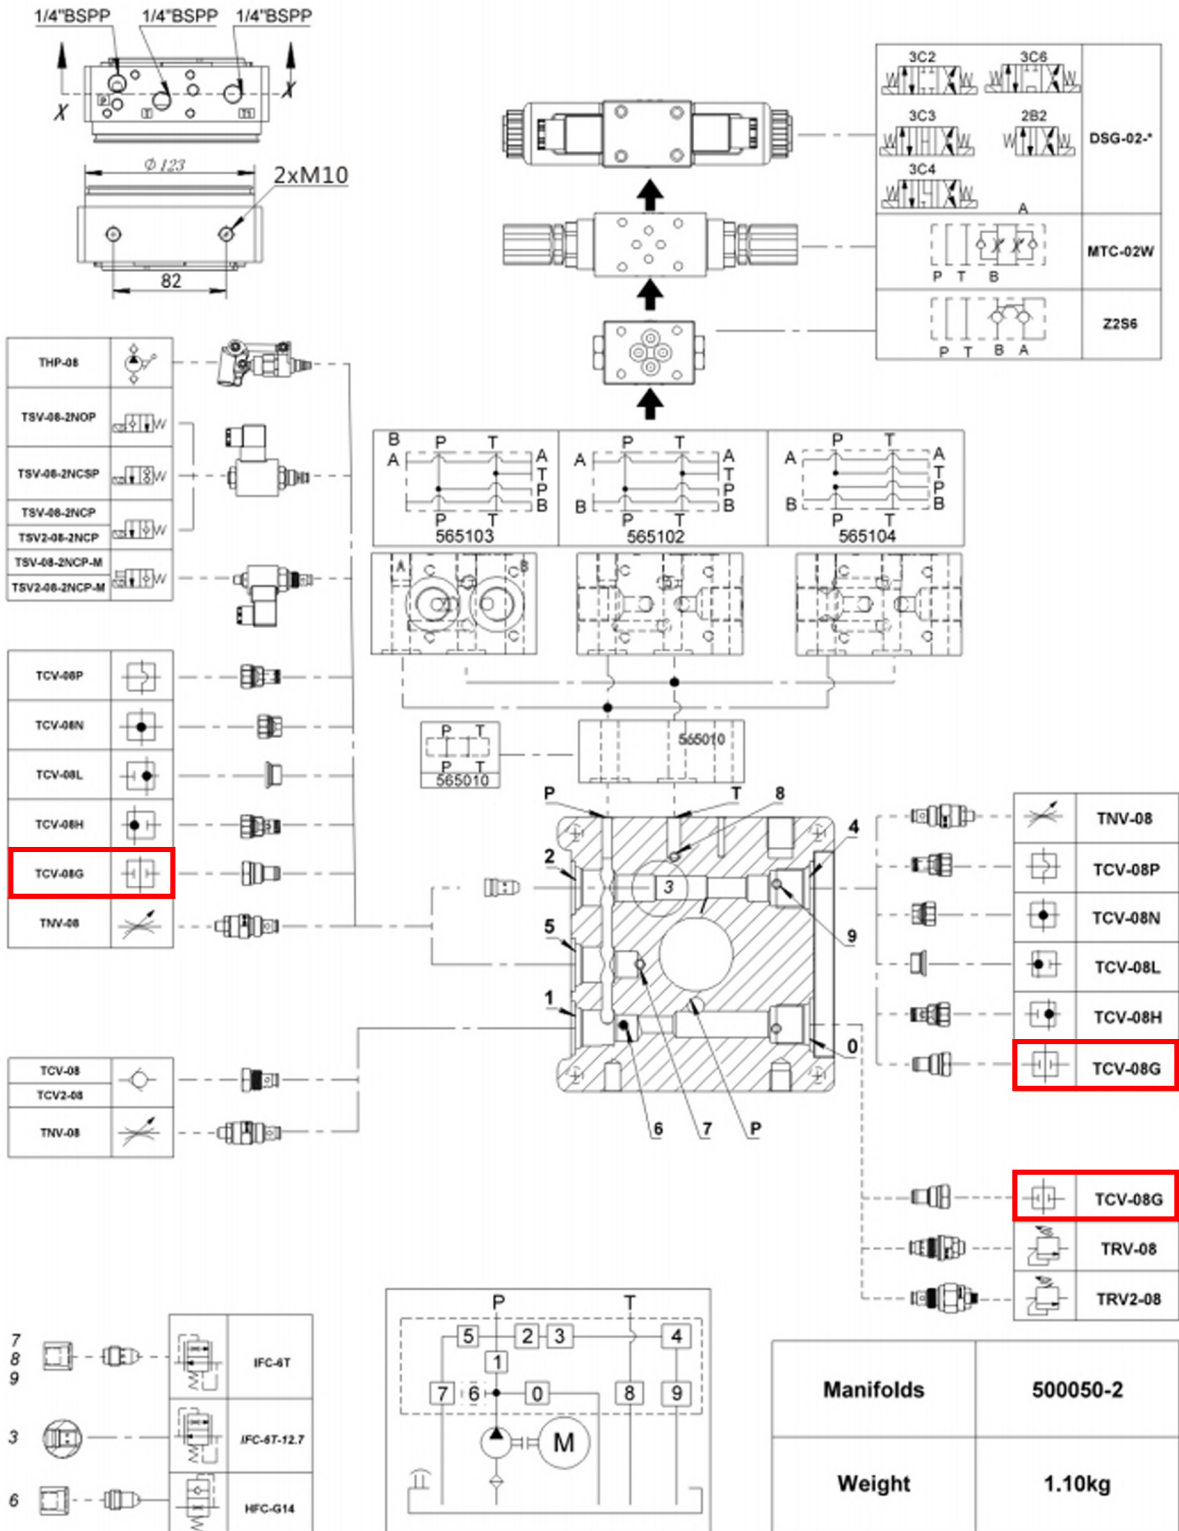 1/4"BSPP 1/4"BSPP 1/4"BSPP
X X
P T T1
Φ 123
2xM10
82
3C2 3C6
3C3 2B2
3C4
DSG-02-*
A
P T B
MTC-02W
P T B A
Z2S6
THP-08
TSV-08-2NOP
TSV-08-2NCSP
TSV-08-2NCP
TSV2-08-2NCP
TSV-08-2NCP-M
TSV2-08-2NCP-M
B P T
A A
T
P
B
P T
565103
P T
A A
T
P
B B
P T
565102
P T
A A
T
P
B B
P T
565104
A B
TCV-08P
TCV-08N
TCV-08L
TCV-08H
TCV-08G
TNV-08
P T
P T
565010
565010
P T 8
2 4
3
5 9
1
0
6 7 P
TNV-08
TCV-08P
TCV-08N
TCV-08L
TCV-08H
TCV-08G
TCV-08
TCV2-08
TNV-08
TCV-08G
TRV-08
TRV2-08
P T
5 2 3 4
1
7 6 0 8 9
M
7
8
9
IFC-6T
3
IFC-6T-12.7
6
HFC-G14
Manifolds 500050-2
Weight 1.10kg